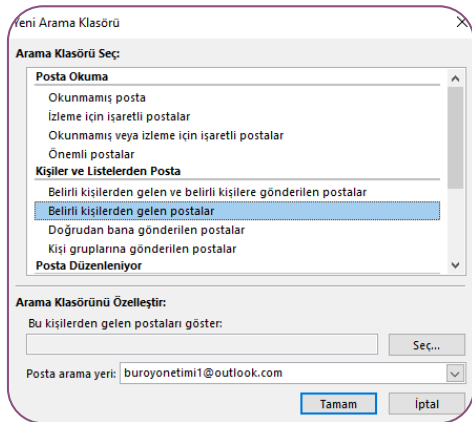 Yeni Arama Klasörü
Arama Klasörü Seç:
Posta Okuma
Okunmamış posta
İzleme için işaretli postalar
Okunmamış veya izleme için işaretli postalar
Önemli postalar
Kişiler ve Listelerden Posta
Belirli kişilerden gelen ve belirli kişilere gönderilen postalar
Belirli kişilerden gelen postalar
Doğrudan bana gönderilen postalar
Kişi gruplarına gönderilen postalar
Posta Düzenleniyor
Arama Klasörünü Özelleştir:
Bu kişilerden gelen postaları göster:
Seç...
Posta arama yeri: buroyonetimi1@outlook.com
Tamam İptal